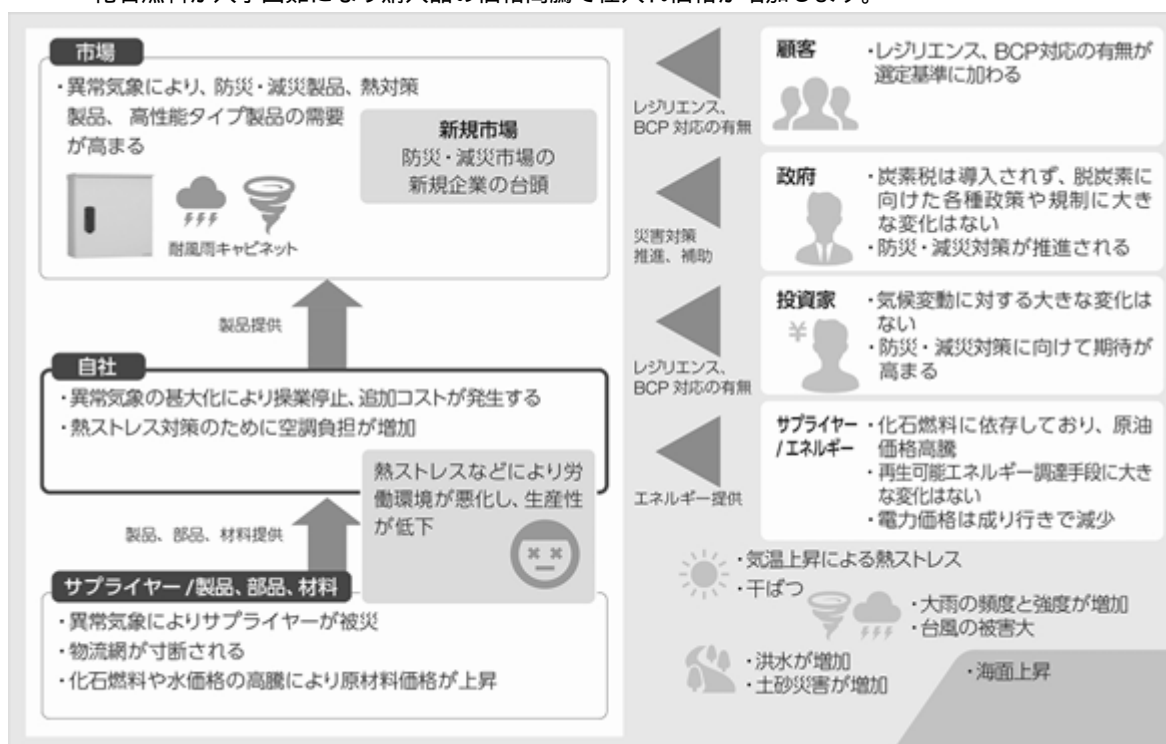 市場
・異常気象により、防災・減災製品、熱対策
製品、 高性能タイプ製品の需要
が高まる
新規市場
防災・減災市場の
新規企業の台頭
耐風雨キャビネット
製品提供
自社
・異常気象の甚大化により操業停止、追加コストが発生する
・熱ストレス対策のために空調負担が増加
熱ストレスなどにより労
働環境が悪化し、生産性
が低下
製品、部品、材料提供
サプライヤー/製品、部品、材料
・異常気象によりサプライヤーが被災
・物流網が寸断される
・化石燃料や水価格の高騰により原材料価格が上昇
レジリエンス、
BCP 対応の有無
顧客
・レジリエンス、BCP対応の有無が
選定基準に加わる
災害対策
推進、補助
政府
・炭素税は導入されず、脱炭素に
向けた各種政策や規制に大き
な変化はない
・防災・減災対策が推進される
レジリエンス、
BCP 対応の有無
投資家
¥
・気候変動に対する大きな変化は
ない
・防災・減災対策に向けて期待が
高まる
エネルギー提供
サプライヤー
/エネルギー
・化石燃料に依存しており、原油
価格高騰
・再生可能エネルギー調達手段に大き
な変化はない
・電力価格は成り行きで減少
・気温上昇による熱ストレス
・干ばつ
・大雨の頻度と強度が増加
・台風の被害大
・洪水が増加
・土砂災害が増加
・海面上昇